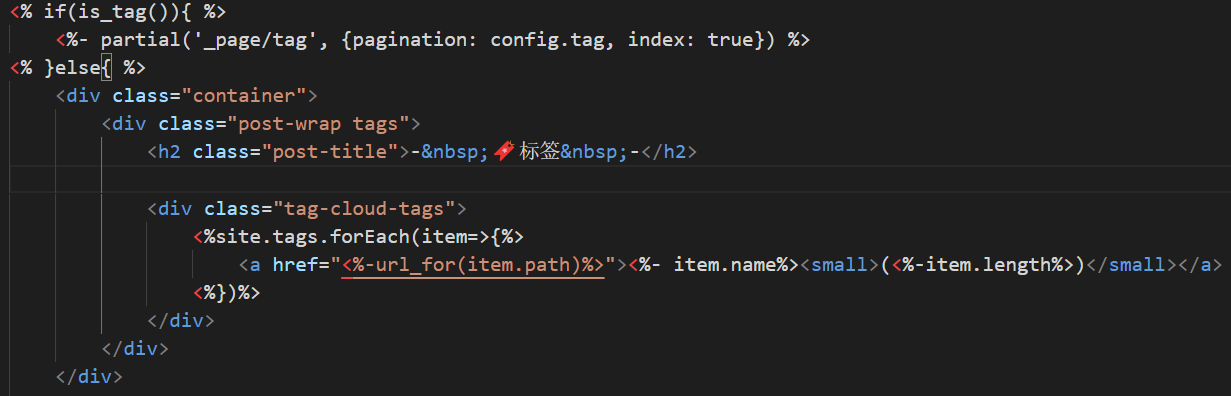 <% if(is_tag()){ %>
    <%- partial('_page/tag', {pagination: config.tag, index: true}) %>
<% }else{ %>
    <div class="container">
        <div class="post-wrap tags">
            <h2 class="post-title">-&nbsp;🧨标签&nbsp;-</h2>
            <div class="tag-cloud-tags">
                <%site.tags.forEach(item=>{%>
                    <a href="<%-url_for(item.path)%>"><%- item.name%><small>(<%-item.length%>)</small></a>
                <%})%>
            </div>
        </div>
    </div>